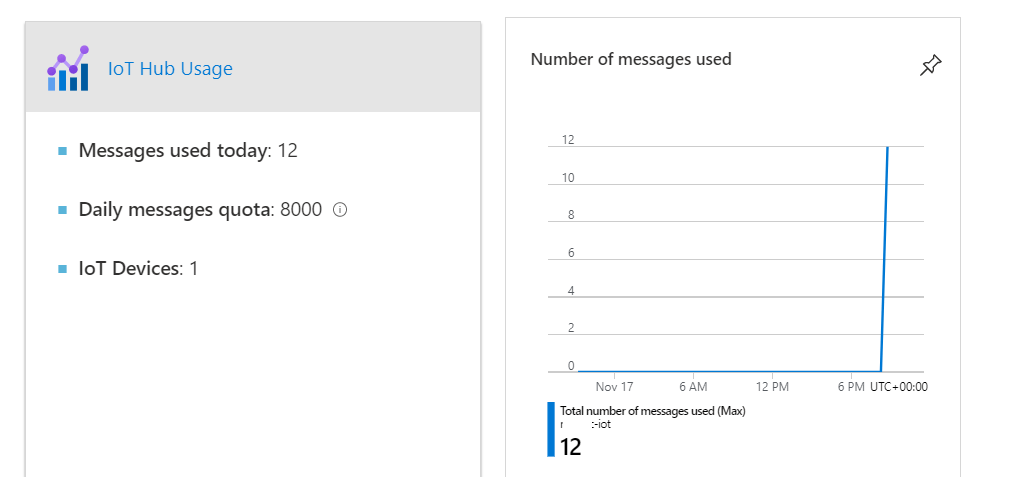 IoT Hub Usage
Messages used today: 12
Daily messages quota: 8000
IoT Devices: 1
Number of messages used
12
10
8
6
4
2
0
Nov 17 6 AM 12 PM 6 PM UTC+00:00
Total number of messages used (Max)
-iot
12